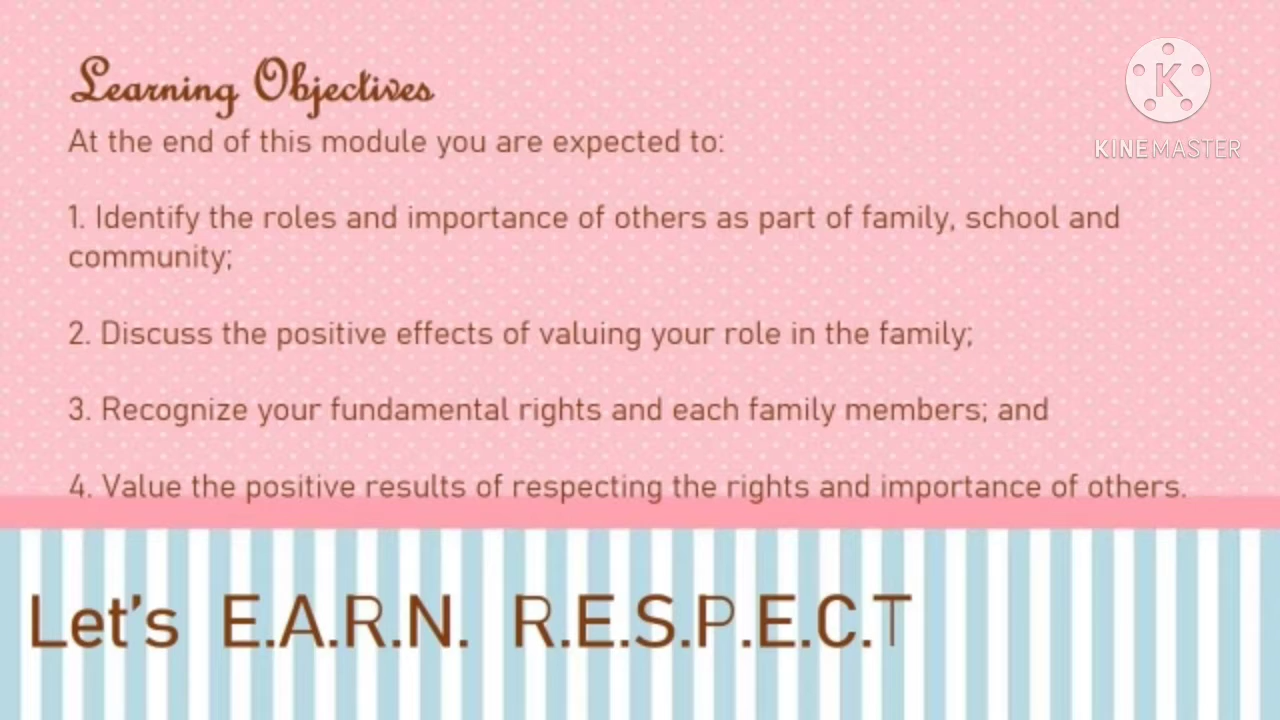 Learning Objectives
K
KINEMASTER
At the end of this module you are expected to:
1. Identify the roles and importance of others as part of family, school and
community;
2. Discuss the positive effects of valuing your role in the family;
3. Recognize your fundamental rights and each family members; and
4. Value the positive results of respecting the rights and importance of others.
Let's E.A.R.N. R.E.S.P.E.C.T